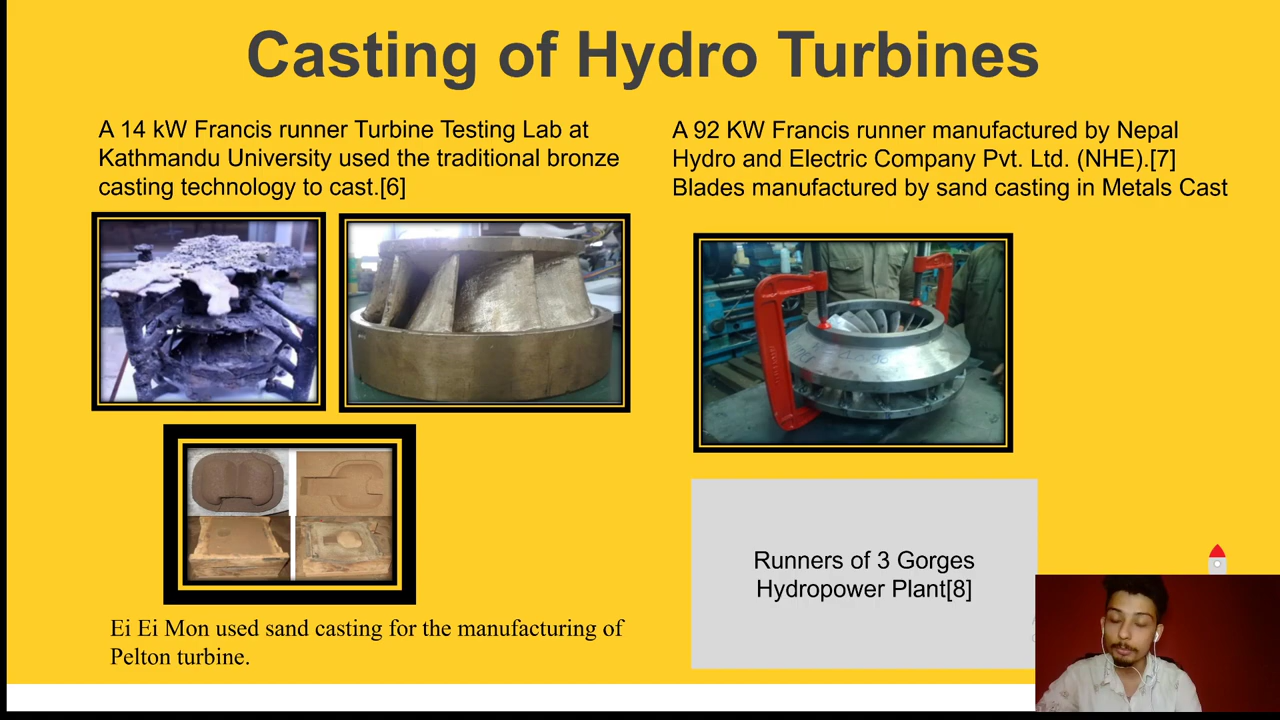 Casting of Hydro Turbines
A 14 kW Francis runner Turbine Testing Lab at
Kathmandu University used the traditional bronze
casting technology to cast.[6]
A 92 KW Francis runner manufactured by Nepal
Hydro and Electric Company Pvt. Ltd. (NHE).[7]
Blades manufactured by sand casting in Metals Cast
Ei Ei Mon used sand casting for the manufacturing of
Pelton turbine.
Runners of 3 Gorges
Hydropower Plant[8]